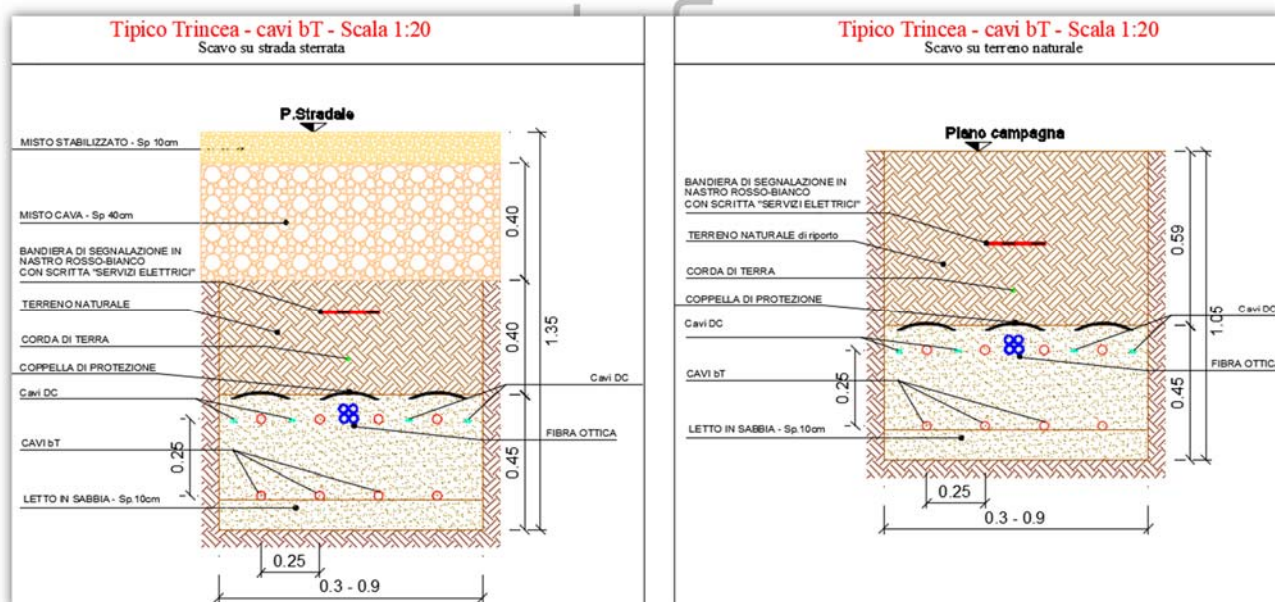 Tipico Trincea - cavi bT - Scala 1:20
Scavo su strada sterrata
P.Stradale
MISTO STABILIZZATO - Sp 10cm
MISTO CAVA - Sp 40cm
BANDIERA DI SEGNALAZIONE IN
NASTRO ROSSO-BIANCO
CON SCRITTA "SERVIZI ELETTRICI"
TERRENO NATURALE
CORDA DI TERRA
COPPELLA DI PROTEZIONE
Cavi DC
CAVI bT
LETTO IN SABBIA - Sp.10cm
Cavi DC
FIBRA OTTICA
0.40
0.40
1.35
0.45
0.25
0.25
0.3 - 0.9
Tipico Trincea - cavi bT - Scala 1:20
Scavo su terreno naturale
Piano campagna
BANDIERA DI SEGNALAZIONE IN
NASTRO ROSSO-BIANCO
CON SCRITTA "SERVIZI ELETTRICI"
TERRENO NATURALE di riporto
CORDA DI TERRA
COPPELLA DI PROTEZIONE
Cavi DC
CAVI bT
LETTO IN SABBIA - Sp.10cm
Cavi DC
FIBRA OTTICA
0.59
1.05
0.45
0.25
0.25
0.3 - 0.9